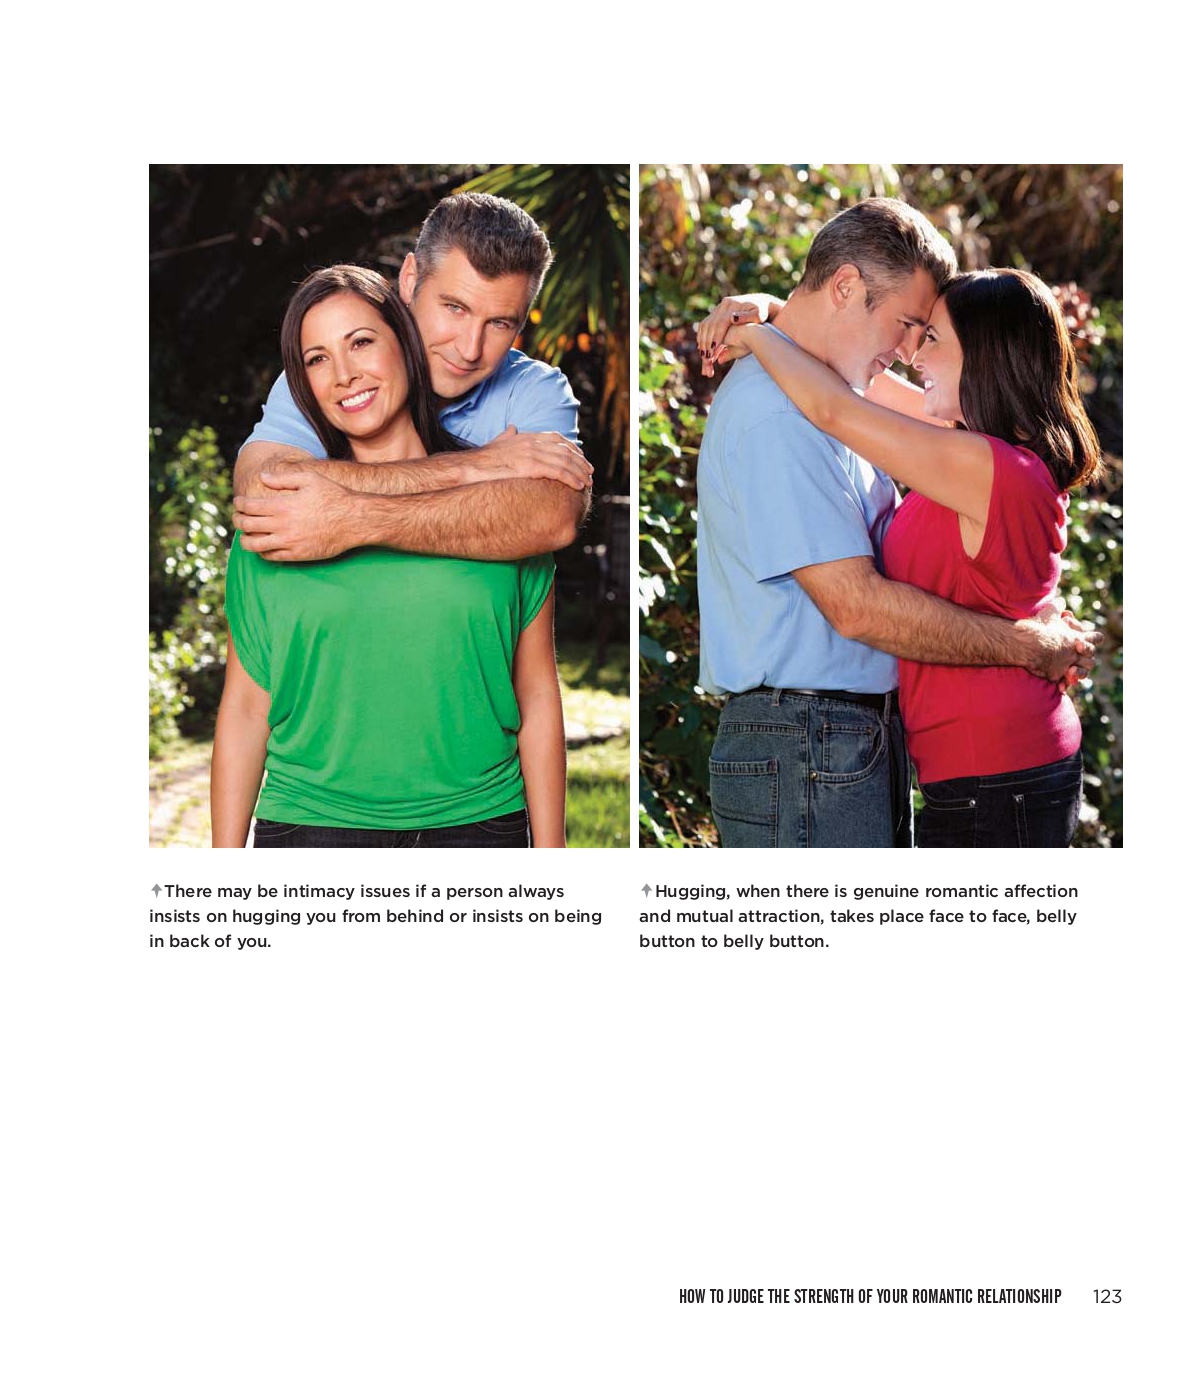 There may be intimacy issues if a person always
insists on hugging you from behind or insists on being
in back of you.
Hugging, when there is genuine romantic affection
and mutual attraction, takes place face to face, belly
button to belly button.
HOW TO JUDGE THE STRENGTH OF YOUR ROMANTIC RELATIONSHIP 123